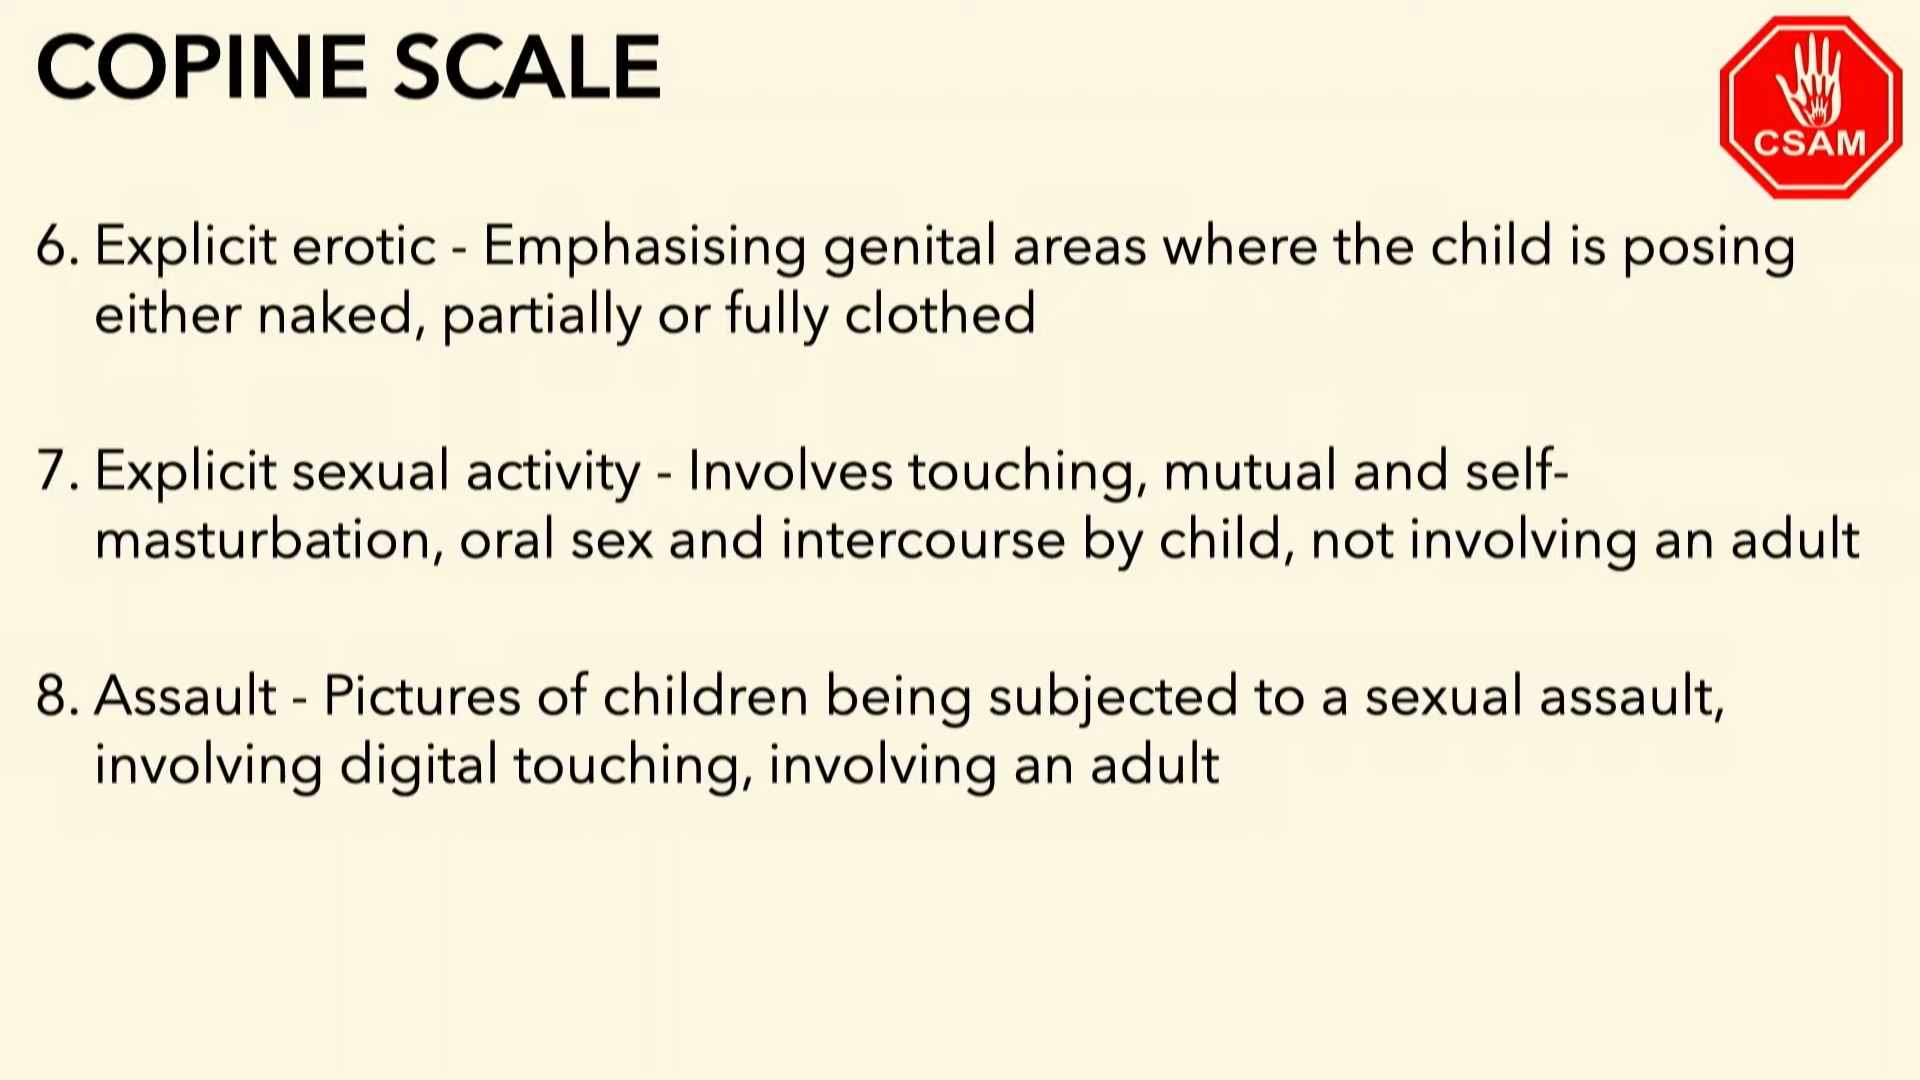 COPINE SCALE
CSAM
6. Explicit erotic - Emphasising genital areas where the child is posing
either naked, partially or fully clothed
7. Explicit sexual activity - Involves touching, mutual and self-
masturbation, oral sex and intercourse by child, not involving an adult
8. Assault - Pictures of children being subjected to a sexual assault,
involving digital touching, involving an adult